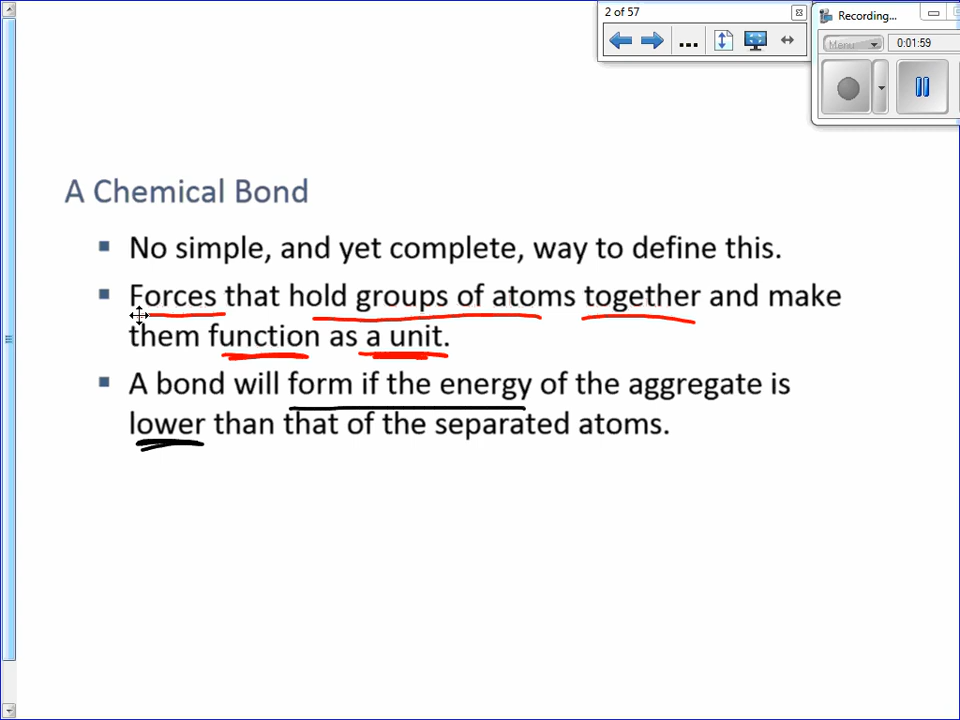 2 of 57
Recording...
Menu
0:01:59
A Chemical Bond
▪ No simple, and yet complete, way to define this.
▪ Forces that hold groups of atoms together and make
them function as a unit.
▪ A bond will form if the energy of the aggregate is
lower than that of the separated atoms.